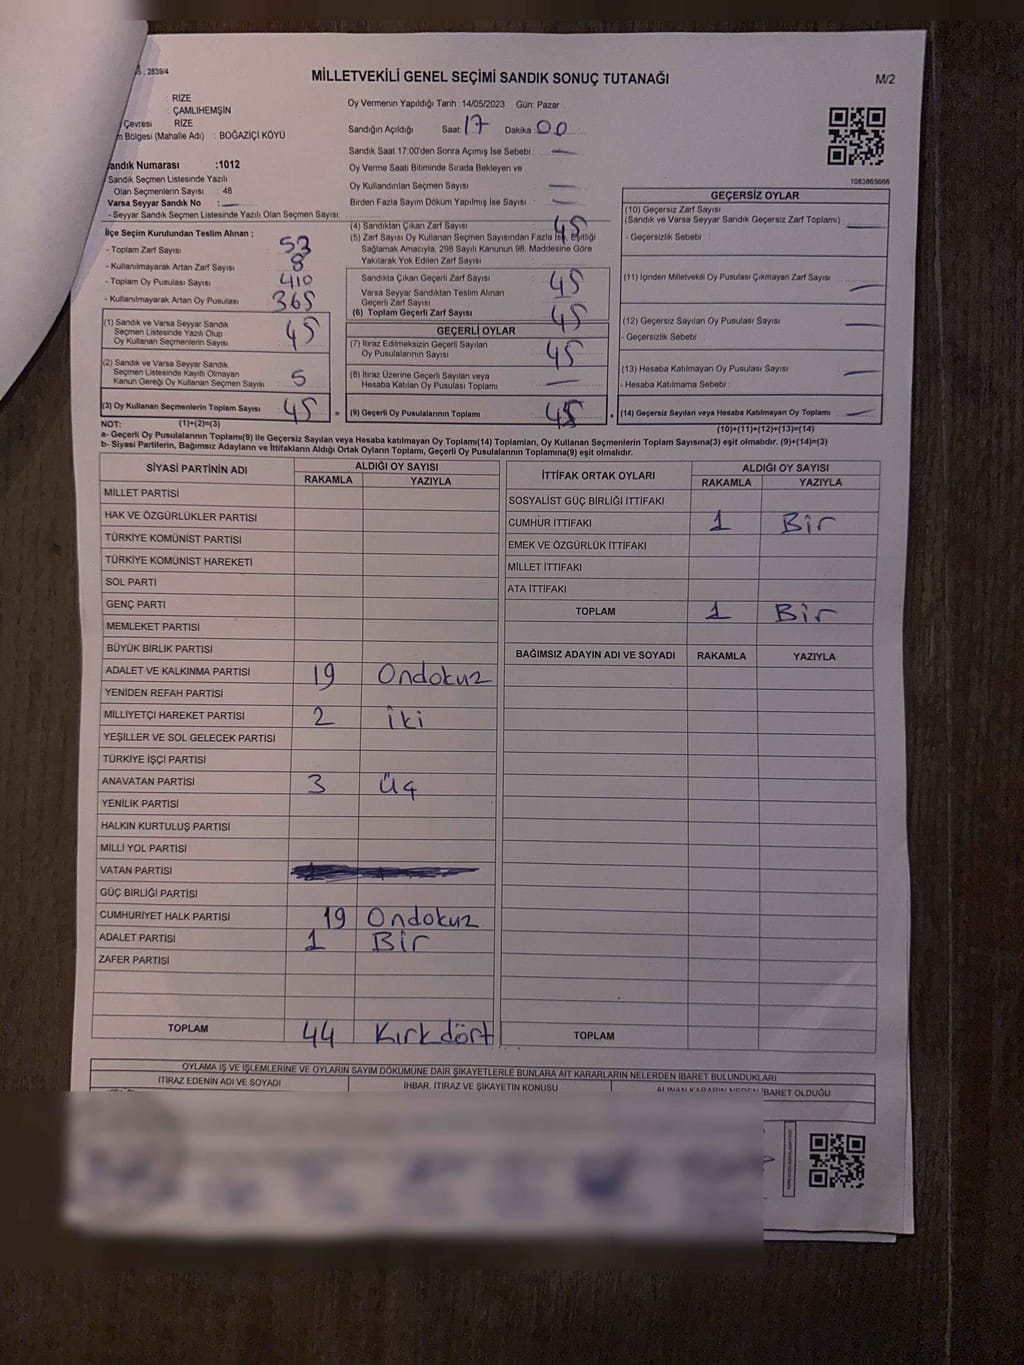 2839/4
MİLLETVEKİLİ GENEL SEÇİMİ SANDIK SONUÇ TUTANAĞI
M/2
RİZE
ÇAMLIHEMŞİN
Çevresi : RİZE
Bölgesi (Mahalle Adı) : BOĞAZİÇİ KÖYÜ
Oy Vermenin Yapıldığı Tarih : 14/05/2023 Gün: Pazar
Sandığın Açıldığı Saat: 17 Dakika: 00
Sandık Saat 17:00'den Sonra Açımış İse Sebebi: —
Oy Verme Saati Bitiminde Sırada Bekleyen ve
Oy Kullandırılan Seçmen Sayısı —
Birden Fazla Sayım Döküm Yapılmış İse Sayısı : —
andık Numarası :1012
Sandık Seçmen Listesinde Yazılı
Olan Seçmenlerin Sayısı : 48
Varsa Seyyar Sandık No : —
- Seyyar Sandık Seçmen Listesinde Yazılı Olan Seçmen Sayısı:
1083865666
İlçe Seçim Kurulundan Teslim Alınan ;
- Toplam Zarf Sayısı 53
- Kullanılmayarak Artan Zarf Sayısı 8
- Toplam Oy Pusulası Sayısı 410
- Kullanılmayarak Artan Oy Pusulası 365
(1) Sandık ve Varsa Seyyar Sandık
Seçmen Listesinde Yazılı Olup
Oy Kullanan Seçmenlerin Sayısı 45
(2) Sandık ve Varsa Seyyar Sandık
Seçmen Listesinde Kayıtlı Olmayan
Kanun Gereği Oy Kullanan Seçmen Sayısı 5
(3) Oy Kullanan Seçmenlerin Toplam Sayısı 45 =
(4) Sandıktan Çıkan Zarf Sayısı 45
(5) Zarf Sayısı Oy Kullanan Seçmen Sayısından Fazla İse, Eşitliği
Sağlamak Amacıyla, 298 Sayılı Kanunun 98. Maddesine Göre
Yakılarak Yok Edilen Zarf Sayısı
Sandıkta Çıkan Geçerli Zarf Sayısı 45
Varsa Seyyar Sandıktan Teslim Alınan
Geçerli Zarf Sayısı
(6) Toplam Geçerli Zarf Sayısı 45
GEÇERLİ OYLAR
(7) İtiraz Edilmeksizin Geçerli Sayılan
Oy Pusulalarının Sayısı 45
(8) İtiraz Üzerine Geçerli Sayılan veya
Hesaba Katılan Oy Pusulası Toplamı —
(9) Geçerli Oy Pusulalarının Toplamı 45 +
GEÇERSİZ OYLAR
(10) Geçersiz Zarf Sayısı
(Sandık ve Varsa Seyyar Sandık Geçersiz Zarf Toplamı) —
- Geçersizlik Sebebi :
(11) İçinden Milletvekili Oy Pusulası Çıkmayan Zarf Sayısı —
(12) Geçersiz Sayılan Oy Pusulası Sayısı —
- Geçersizlik Sebebi :
(13) Hesaba Katılmayan Oy Pusulası Sayısı —
- Hesaba Katılmama Sebebi :
(14) Geçersiz Sayılan veya Hesaba Katılmayan Oy Toplamı —
NOT: (1)+(2)=(3)
(10)+(11)+(12)+(13)=(14)
a- Geçerli Oy Pusulalarının Toplamı(9) ile Geçersiz Sayılan veya Hesaba katılmayan Oy Toplamı(14) Toplamları, Oy Kullanan Seçmenlerin Toplam Sayısına(3) eşit olmalıdır. (9)+(14)=(3)
b- Siyasi Partilerin, Bağımsız Adayların ve İttifakların Aldığı Ortak Oyların Toplamı, Geçerli Oy Pusulalarının Toplamına(9) eşit olmalıdır.
SİYASİ PARTİNİN ADI ALDIĞI OY SAYISI
RAKAMLA YAZIYLA
MİLLET PARTİSİ
HAK VE ÖZGÜRLÜKLER PARTİSİ
TÜRKİYE KOMÜNİST PARTİSİ
TÜRKİYE KOMÜNİST HAREKETİ
SOL PARTİ
GENÇ PARTİ
MEMLEKET PARTİSİ
BÜYÜK BİRLİK PARTİSİ
ADALET VE KALKINMA PARTİSİ 19 Ondokuz
YENİDEN REFAH PARTİSİ
MİLLİYETÇİ HAREKET PARTİSİ 2 iki
YEŞİLLER VE SOL GELECEK PARTİSİ
TÜRKİYE İŞÇİ PARTİSİ
ANAVATAN PARTİSİ 3 Üç
YENİLİK PARTİSİ
HALKIN KURTULUŞ PARTİSİ
MİLLİ YOL PARTİSİ
VATAN PARTİSİ
GÜÇ BİRLİĞİ PARTİSİ
CUMHURİYET HALK PARTİSİ 19 Ondokuz
ADALET PARTİSİ 1 Bir
ZAFER PARTİSİ
TOPLAM 44 Kırkdört
İTTİFAK ORTAK OYLARI ALDIĞI OY SAYISI
RAKAMLA YAZIYLA
SOSYALİST GÜÇ BİRLİĞİ İTTİFAKI
CUMHUR İTTİFAKI 1 Bir
EMEK VE ÖZGÜRLÜK İTTİFAKI
MİLLET İTTİFAKI
ATA İTTİFAKI
TOPLAM 1 Bir
BAĞIMSIZ ADAYIN ADI VE SOYADI RAKAMLA YAZIYLA
TOPLAM
OYLAMA İŞ VE İŞLEMLERİNE VE OYLARIN SAYIM DÖKÜMÜNE DAİR ŞİKAYETLERLE BUNLARA AİT KARARLARIN NELERDEN İBARET BULUNDUKLARI
İTİRAZ EDENİN ADI VE SOYADI İHBAR, İTİRAZ VE ŞİKAYETİN KONUSU ALINAN KARARIN NEDEN İBARET OLDUĞU